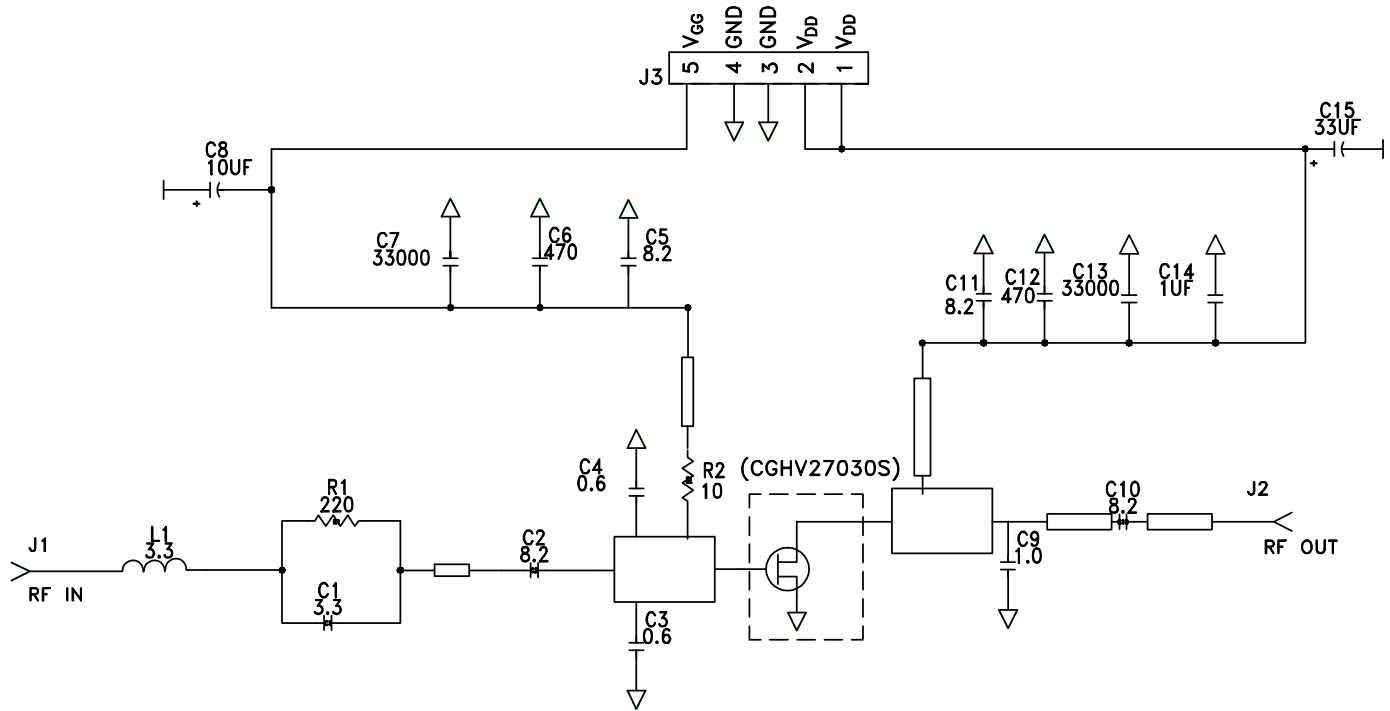 VGG
GND
GND
VDD
VDD
J3
5
4
3
2
1
C15
33UF
C8
10UF
+
+
C7
33000
C6
470
C5
8.2
C11
8.2
C12
470
C13
33000
C14
1UF
C4
0.6
R2
10
(CGHV27030S)
R1
220
C10
8.2
J2
RF OUT
J1
RF IN
L1
3.3
C2
8.2
C9
1.0
C1
3.3
C3
0.6